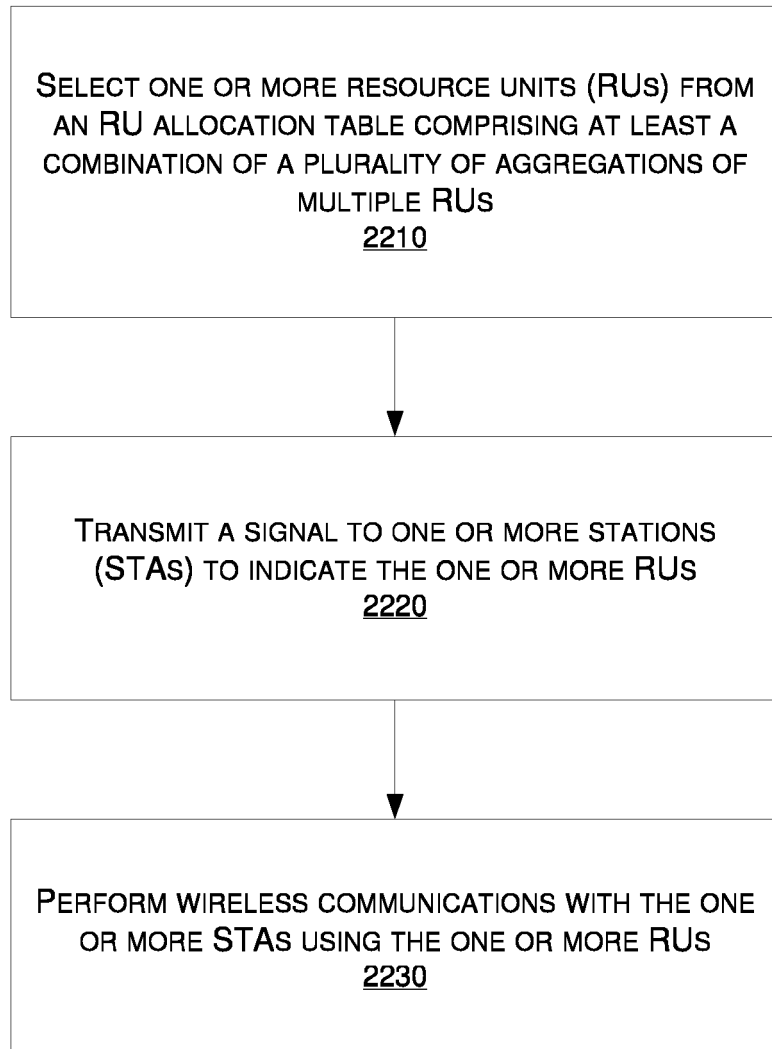 SELECT ONE OR MORE RESOURCE UNITS (RUS) FROM
AN RU ALLOCATION TABLE COMPRISING AT LEAST A
COMBINATION OF A PLURALITY OF AGGREGATIONS OF
MULTIPLE RUS
2210
TRANSMIT A SIGNAL TO ONE OR MORE STATIONS
(STAS) TO INDICATE THE ONE OR MORE RUS
2220
PERFORM WIRELESS COMMUNICATIONS WITH THE ONE
OR MORE STAS USING THE ONE OR MORE RUS
2230